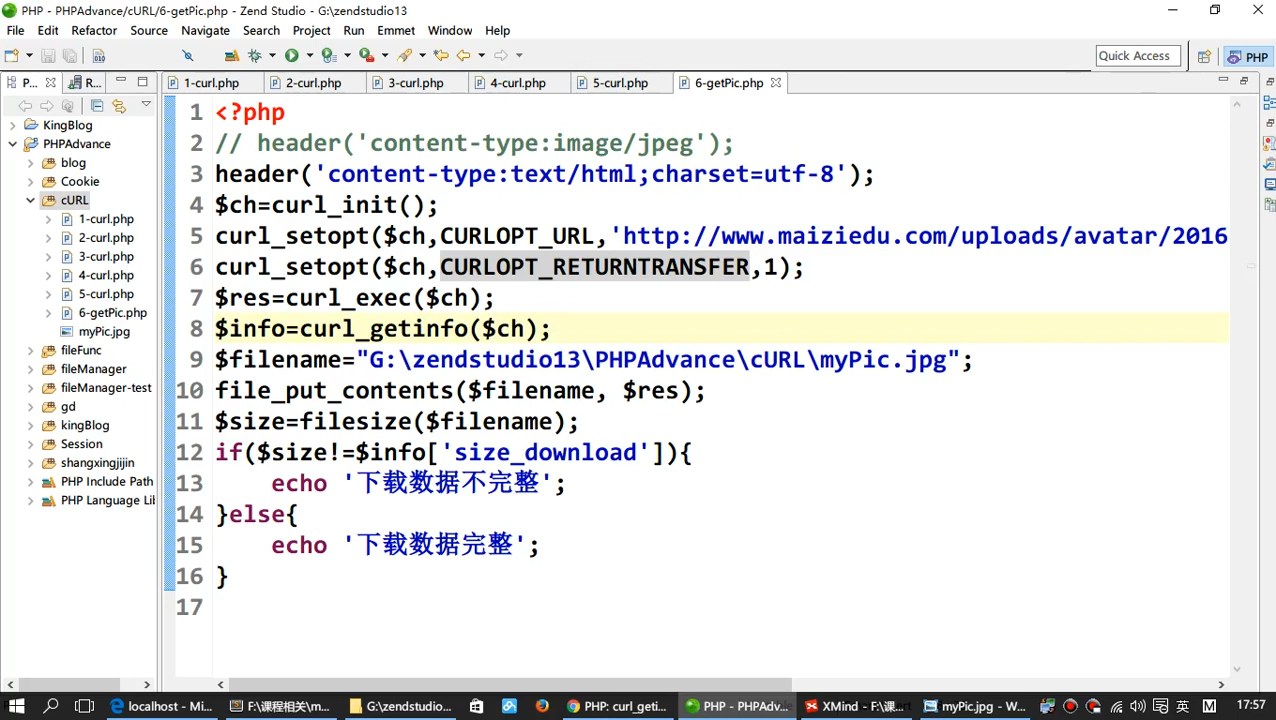 PHP - PHPAdvance/cURL/6-getPic.php - Zend Studio - G:\zendstudio13
File Edit Refactor Source Navigate Search Project Run Emmet Window Help
Quick Access PHP
P... R...
1-curl.php 2-curl.php 3-curl.php 4-curl.php 5-curl.php 6-getPic.php
KingBlog
PHPAdvance
blog
Cookie
cURL
1-curl.php
2-curl.php
3-curl.php
4-curl.php
5-curl.php
6-getPic.php
myPic.jpg
fileFunc
fileManager
fileManager-test
gd
kingBlog
Session
shangxingjijin
PHP Include Path
PHP Language Lib
1 <?php
2 // header('content-type:image/jpeg');
3 header('content-type:text/html;charset=utf-8');
4 $ch=curl_init();
5 curl_setopt($ch,CURLOPT_URL,'http://www.maiziedu.com/uploads/avatar/2016
6 curl_setopt($ch,CURLOPT_RETURNTRANSFER,1);
7 $res=curl_exec($ch);
8 $info=curl_getinfo($ch);
9 $filename="G:\zendstudio13\PHPAdvance\cURL\myPic.jpg";
10 file_put_contents($filename, $res);
11 $size=filesize($filename);
12 if($size!=$info['size_download']){
13     echo '下载数据不完整';
14 }else{
15     echo '下载数据完整';
16 }
17
localhost - Mi... F:\课程相关\m... G:\zendstudio... PHP: curl_geti... PHP - PHPAdv... XMind - F:\课... myPic.jpg - W... 英 M 17:57